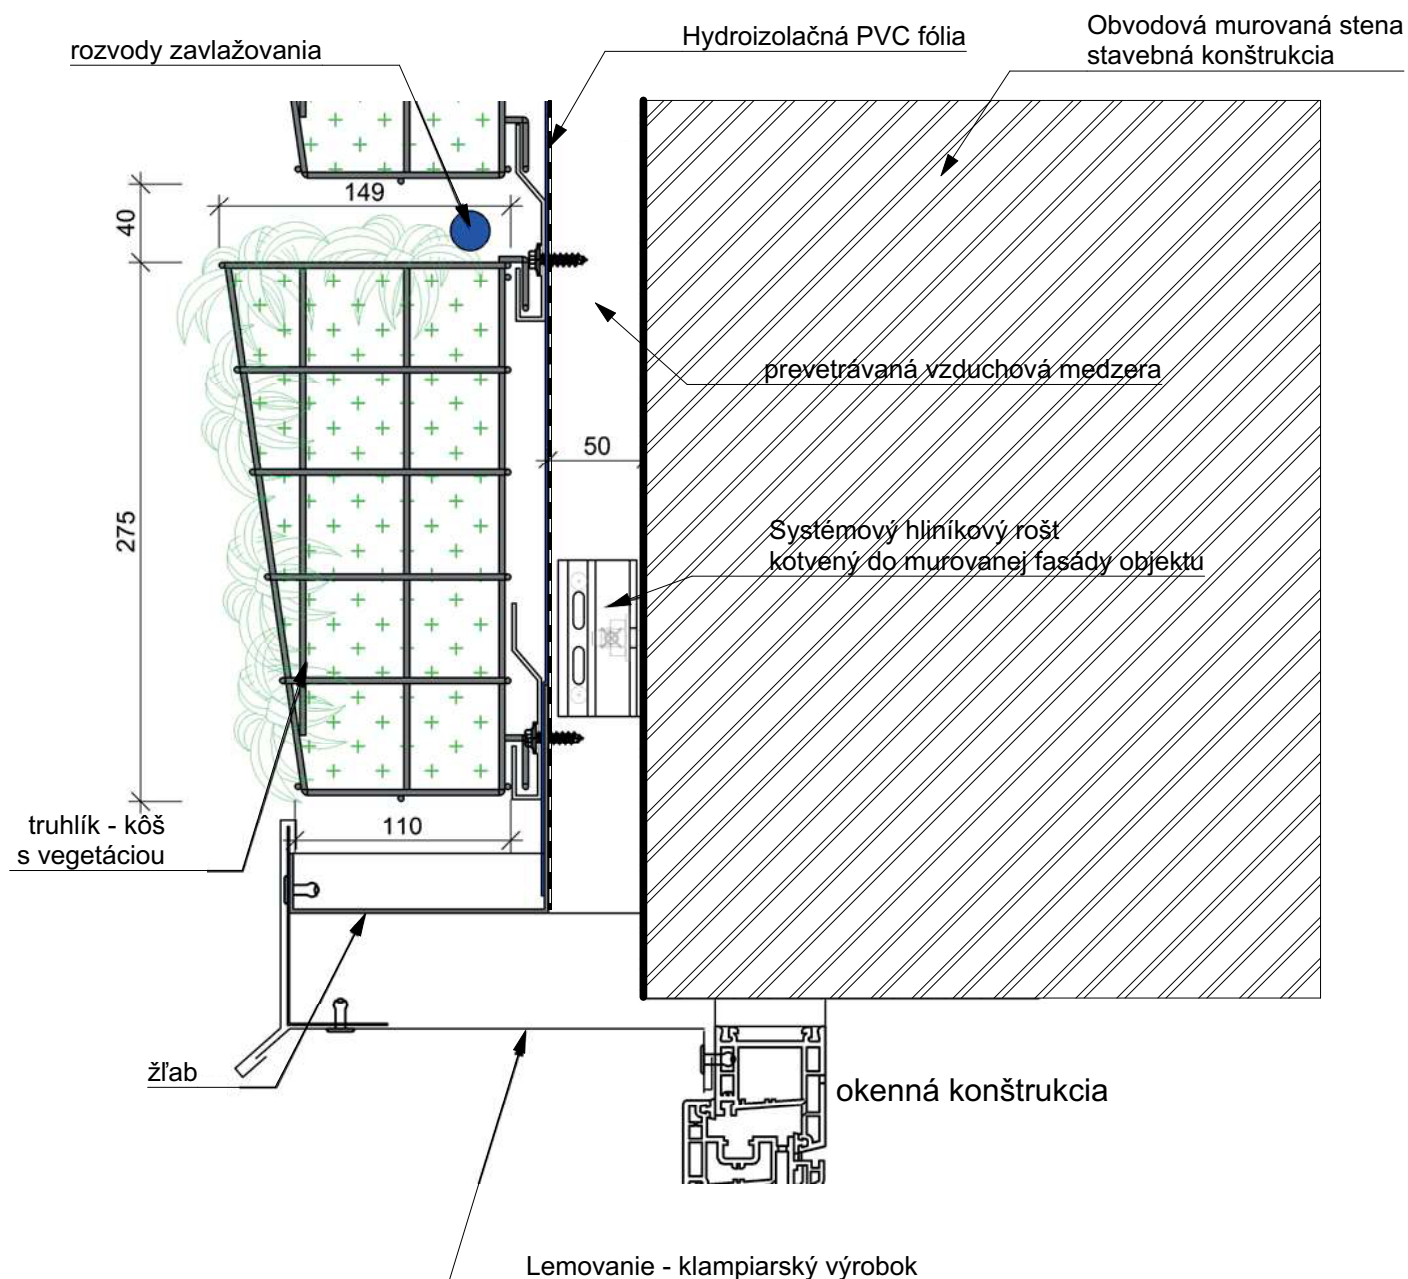 Obvodová murovaná stena
stavebná konštrukcia
Hydroizolačná PVC fólia
rozvody zavlažovania
149
40
prevetrávaná vzduchová medzera
50
275
Systémový hliníkový rošt
kotvený do murovanej fasády objektu
truhlík - kôš
s vegetáciou
110
žľab
okenná konštrukcia
Lemovanie - klampiarský výrobok